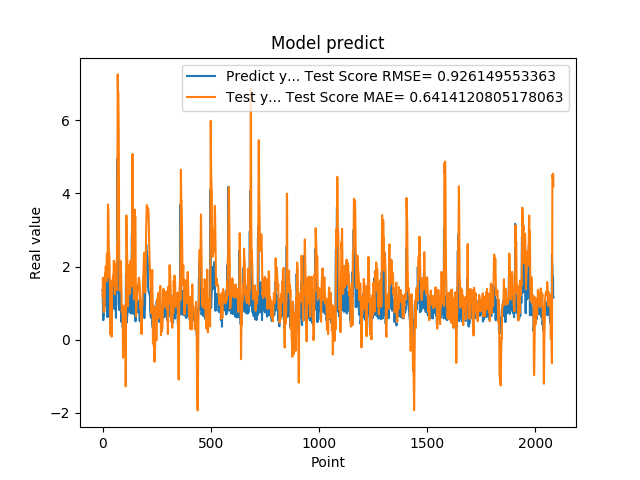 Model predict
Predict y... Test Score RMSE= 0.926149553363
Test y... Test Score MAE= 0.6414120805178063
Real value
6
4
2
0
−2
0 500 1000 1500 2000
Point